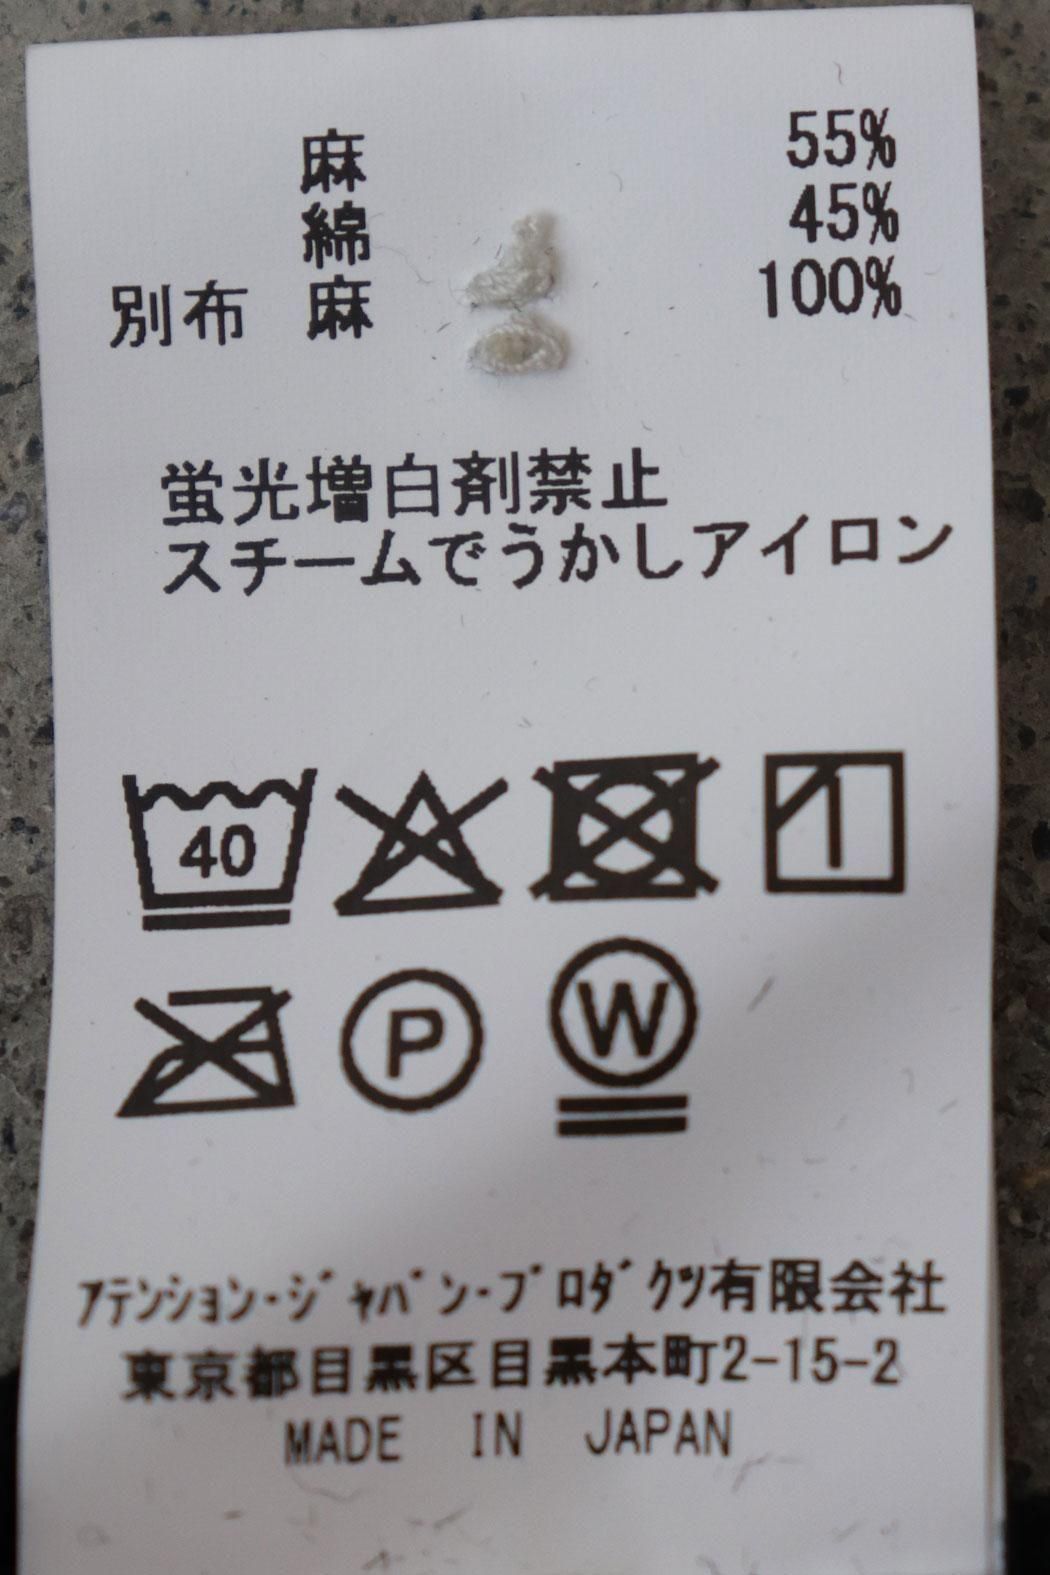 麻 55%
綿 45%
別布 麻 100%
蛍光増白剤禁止
スチームでうかしアイロン
40
P
W
アテンション・ジャパン・プロダクツ有限会社
東京都目黒区目黒本町2-15-2
MADE IN JAPAN